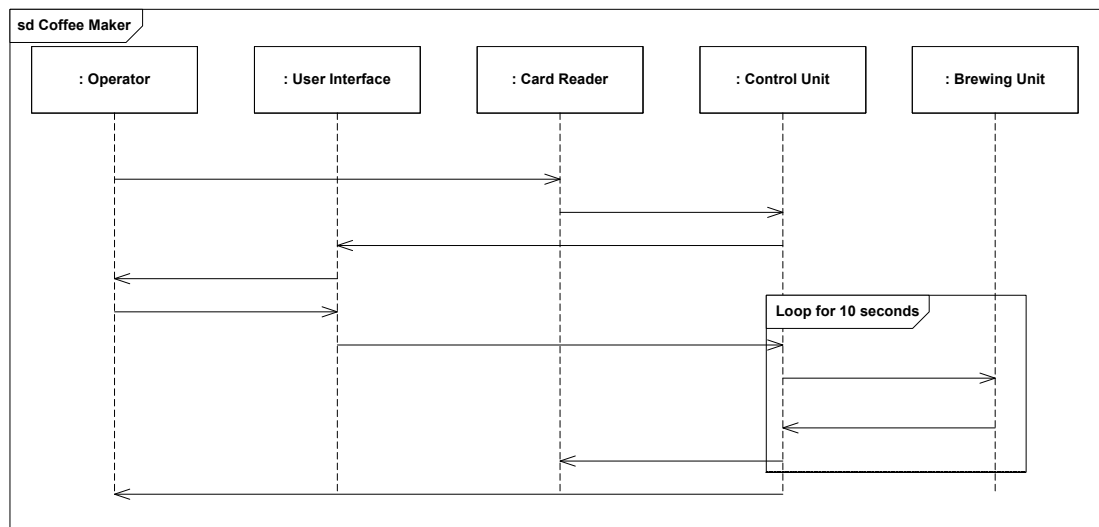 sd Coffee Maker
: Operator
: User Interface
: Card Reader
: Control Unit
: Brewing Unit
Loop for 10 seconds